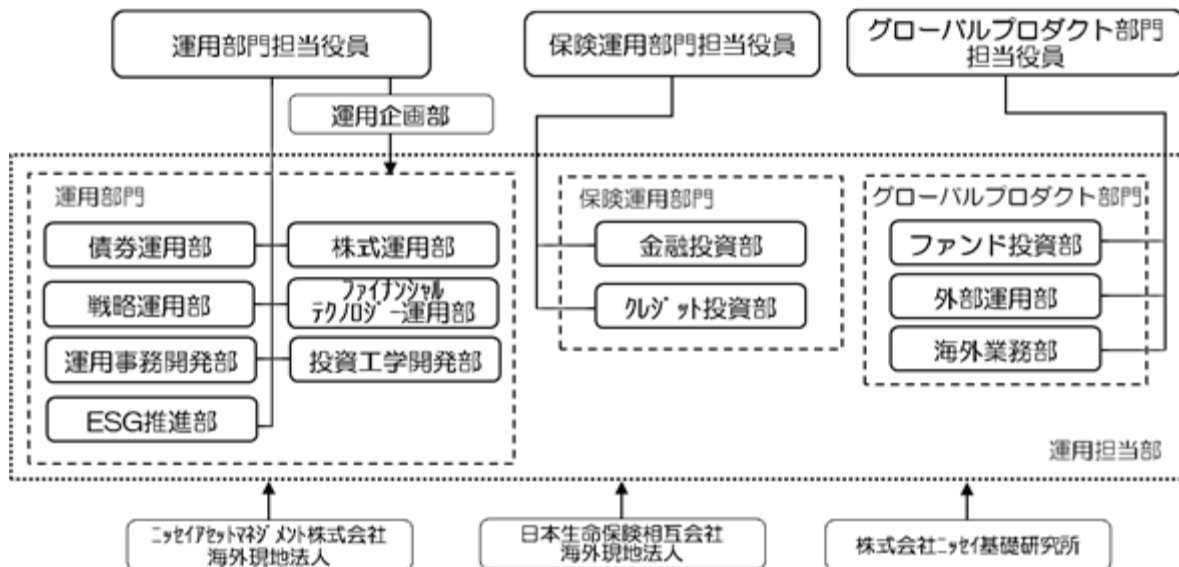 運用部門担当役員
保険運用部門担当役員
グローバルプロダクト部門
担当役員
運用企画部
運用部門
債券運用部
株式運用部
戦略運用部
ファイナンシャル
テクノロジー運用部
運用事務開発部
投資工学開発部
ESG推進部
保険運用部門
金融投資部
クレジット投資部
グローバルプロダクト部門
ファンド投資部
外部運用部
海外業務部
運用担当部
ニッセイアセットマネジメント株式会社
海外現地法人
日本生命保険相互会社
海外現地法人
株式会社ニッセイ基礎研究所